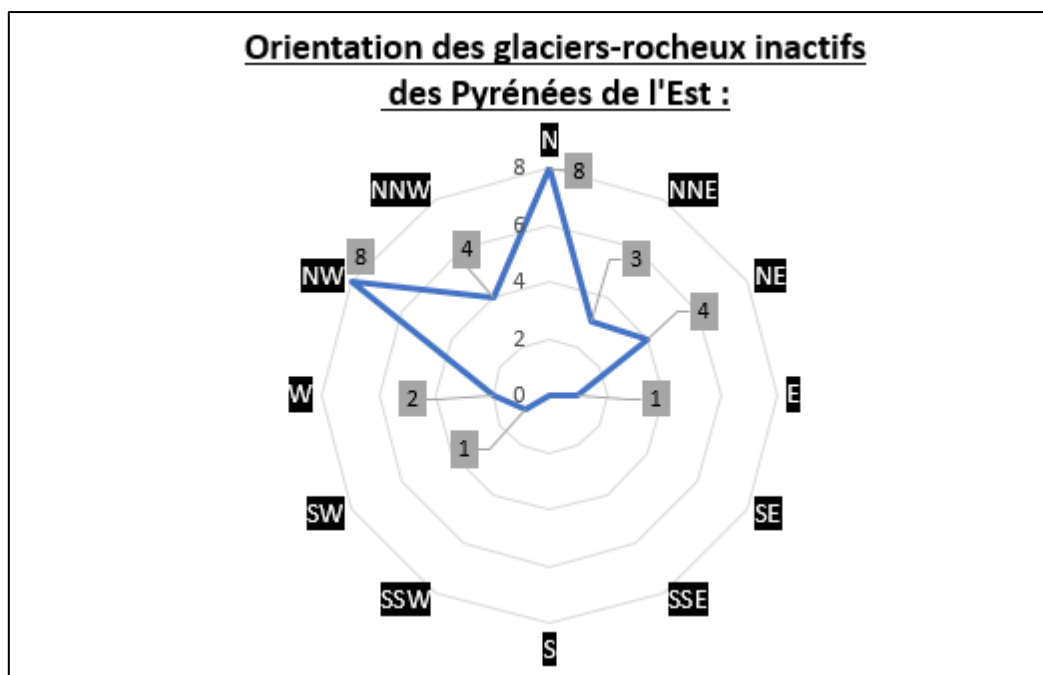 Orientation des glaciers-rocheux inactifs
des Pyrénées de l'Est :
N
8
8
NNW
NNE
6
4
3
8
NW
NE
4
4
2
W
2
0
1
E
1
SW
SE
SSW
SSE
S